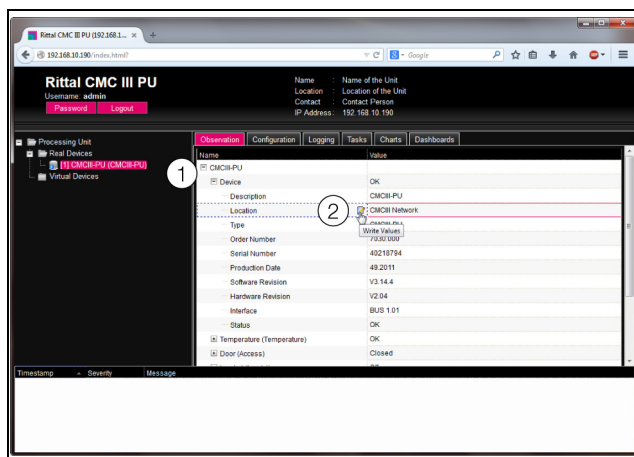 Rittal CMC III PU (192.168.1... × +
192.168.10.190/index.html?
Google
Rittal CMC III PU
Username: admin
Password Logout
Name : Name of the Unit
Location : Location of the Unit
Contact : Contact Person
IP Address: 192.168.10.190
Processing Unit
Real Devices
[1] CMCIII-PU (CMCIII-PU)
Virtual Devices
Observation Configuration Logging Tasks Charts Dashboards
Name Value
1
CMCIII-PU
Device OK
Description CMCIII-PU
Location 2 CMCIII Network
Type CMCIII-PU
Write Values
Order Number 7030.000
Serial Number 40218794
Production Date 49.2011
Software Revision V3.14.4
Hardware Revision V2.04
Interface BUS 1.01
Status OK
Temperature (Temperature) OK
Door (Access) Closed
Timestamp Severity Message